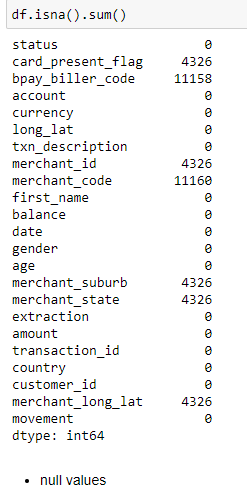 df.isna().sum()
status 0
card_present_flag 4326
bpay_biller_code 11158
account 0
currency 0
long_lat 0
txn_description 0
merchant_id 4326
merchant_code 11160
first_name 0
balance 0
date 0
gender 0
age 0
merchant_suburb 4326
merchant_state 4326
extraction 0
amount 0
transaction_id 0
country 0
customer_id 0
merchant_long_lat 4326
movement 0
dtype: int64
• null values